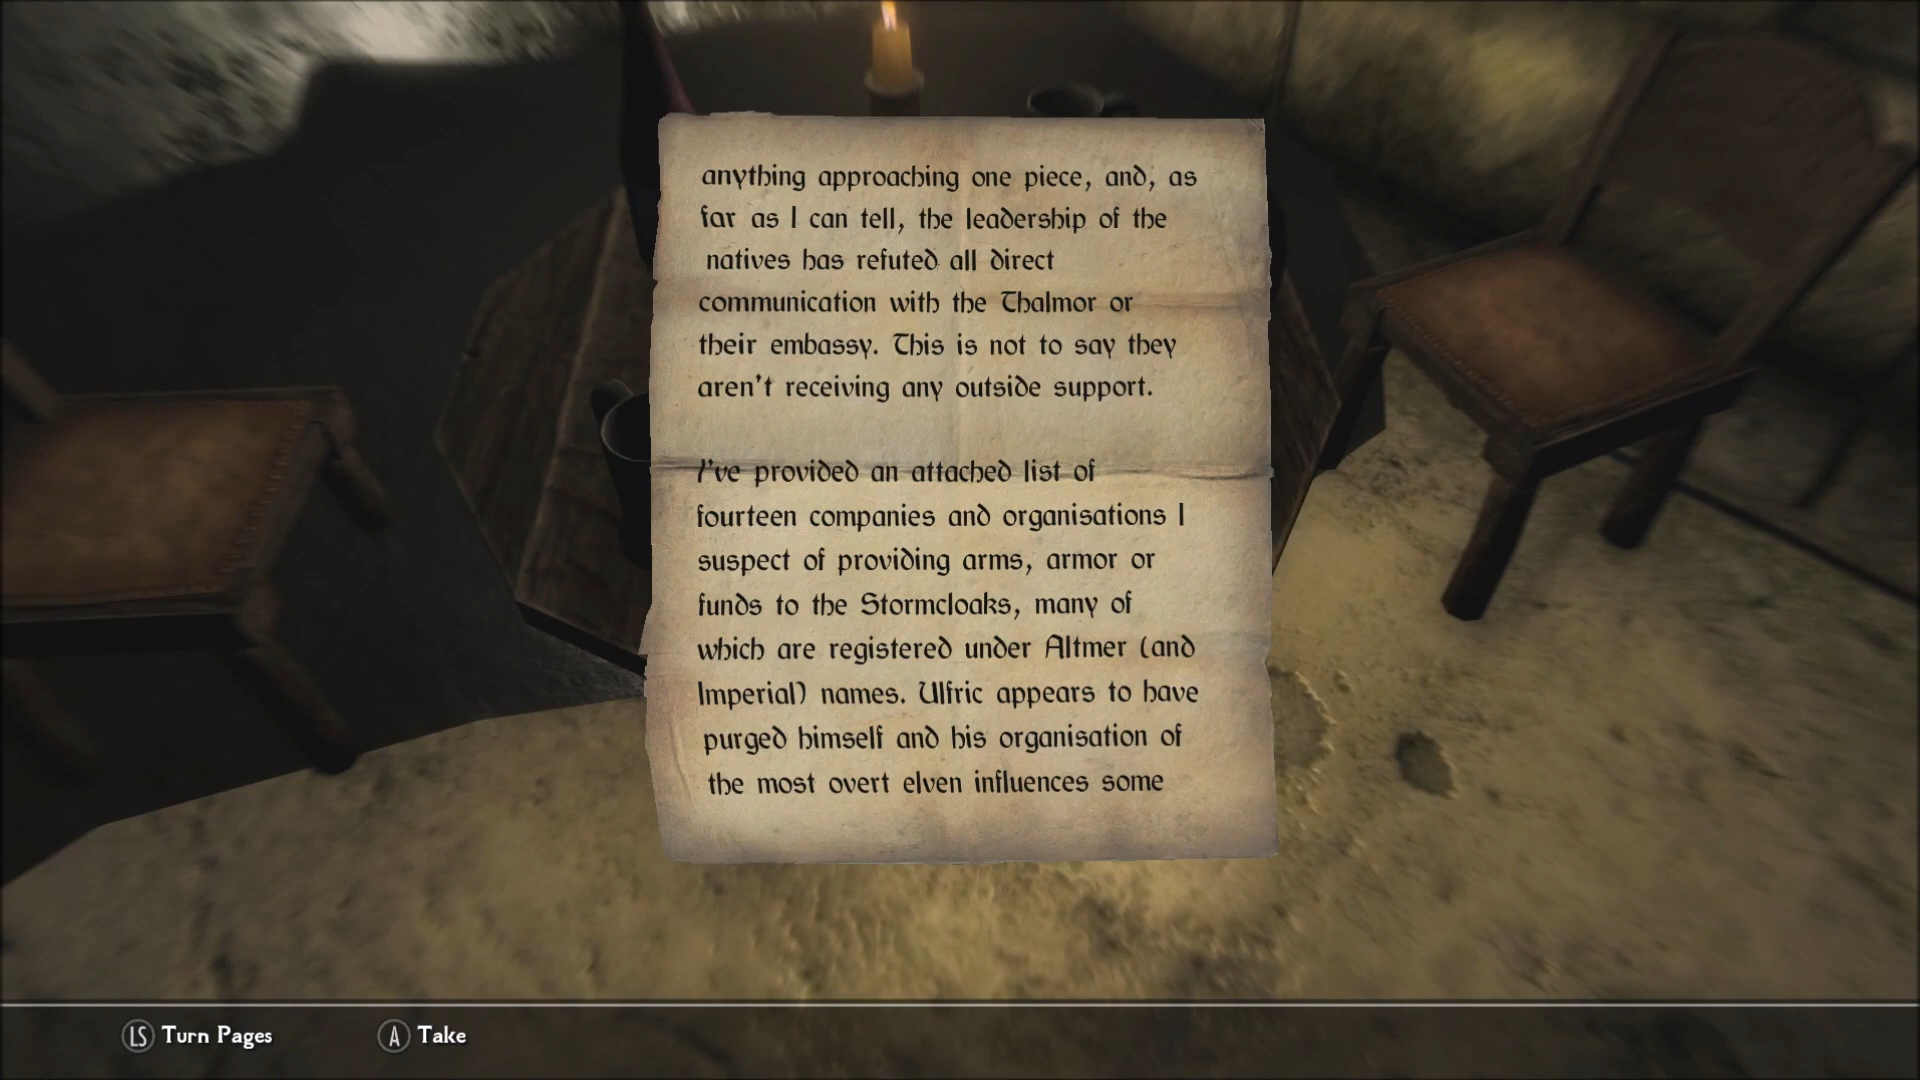 anything approaching one piece, and, as
far as I can tell, the leadership of the
natives has refuted all direct
communication with the Thalmor or
their embassy. This is not to say they
aren't receiving any outside support.
I've provided an attached list of
fourteen companies and organisations I
suspect of providing arms, armor or
funds to the Stormcloaks, many of
which are registered under Altmer (and
Imperial) names. Ulfric appears to have
purged himself and his organisation of
the most overt elven influences some
LS Turn Pages
A Take